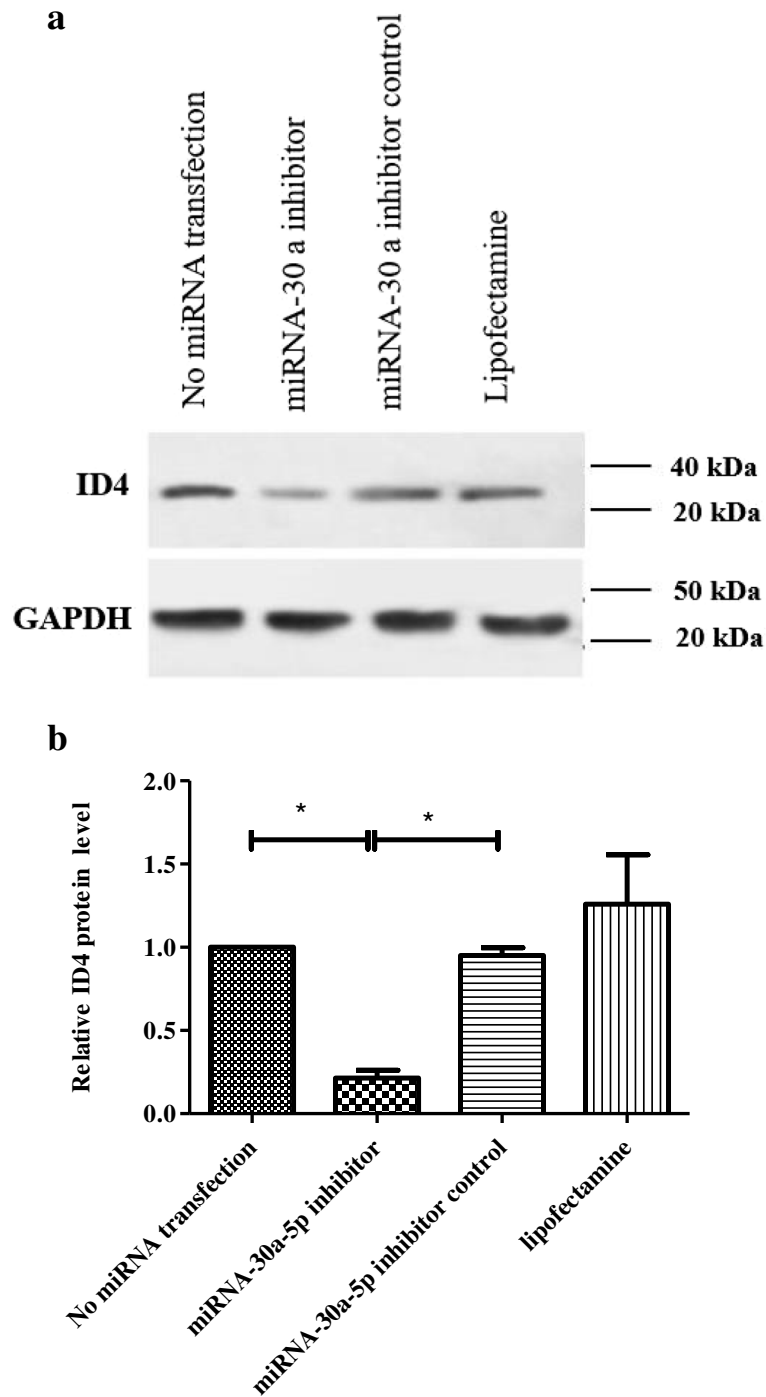 a
No miRNA transfection
miRNA-30 a inhibitor
miRNA-30 a inhibitor control
Lipofectamine
ID4
40 kDa
20 kDa
GAPDH
50 kDa
20 kDa
b
Relative ID4 protein level
2.0
1.5
1.0
0.5
0.0
*
*
No miRNA transfection
miRNA-30a-5p inhibitor
miRNA-30a-5p inhibitor control
lipofectamine